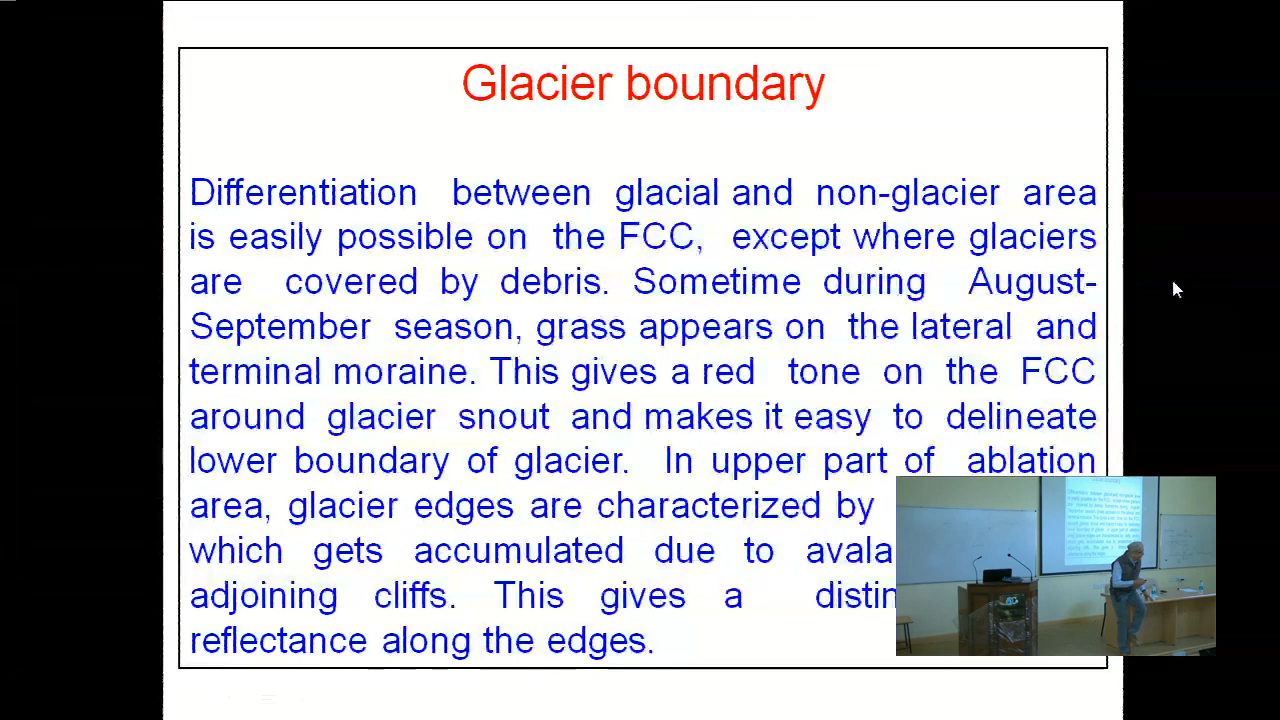 Glacier boundary
Differentiation between glacial and non-glacier area
is easily possible on the FCC, except where glaciers
are covered by debris. Sometime during August-
September season, grass appears on the lateral and
terminal moraine. This gives a red tone on the FCC
around glacier snout and makes it easy to delineate
lower boundary of glacier. In upper part of ablation
area, glacier edges are characterized by
which gets accumulated due to
adjoining cliffs. This gives a
reflectance along the edges.